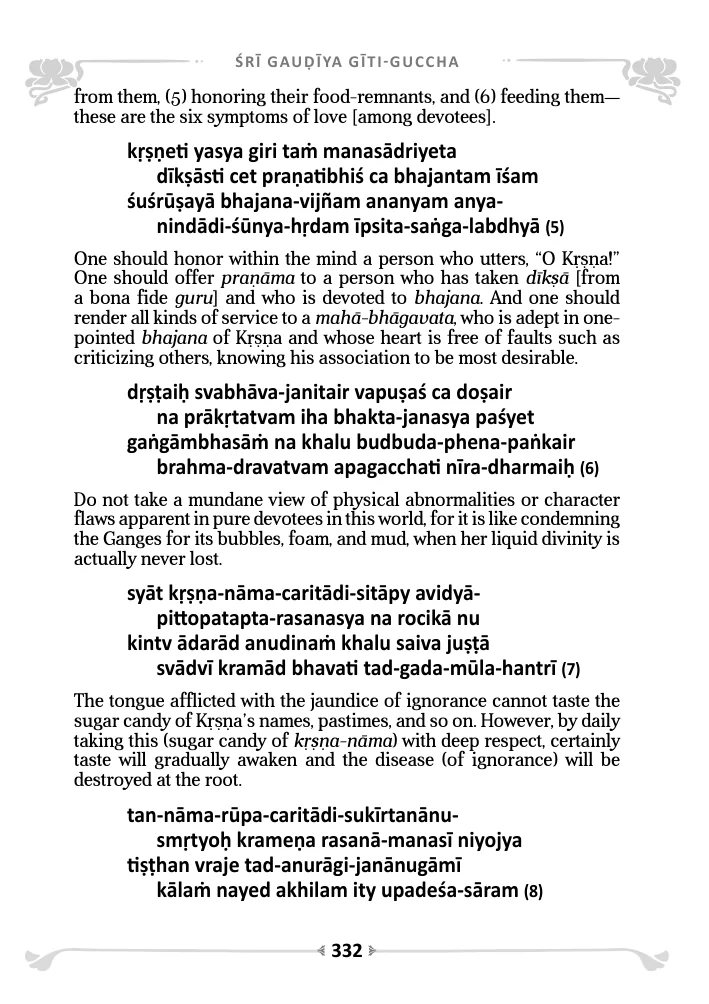 ŚRĪ GAUḌĪYA GĪTI-GUCCHA
from them, (5) honoring their food-remnants, and (6) feeding them—
these are the six symptoms of love [among devotees].
kṛṣṇeti yasya giri taṁ manasādriyeta
dīkṣāsti cet praṇatibhiś ca bhajantam īśam
śuśrūṣayā bhajana-vijñam ananyam anya-
nindādi-śūnya-hṛdam īpsita-saṅga-labdhyā (5)
One should honor within the mind a person who utters, “O Kṛṣṇa!”
One should offer praṇāma to a person who has taken dīkṣā [from
a bona fide guru] and who is devoted to bhajana. And one should
render all kinds of service to a mahā-bhāgavata, who is adept in one-
pointed bhajana of Kṛṣṇa and whose heart is free of faults such as
criticizing others, knowing his association to be most desirable.
dṛṣṭaiḥ svabhāva-janitair vapuṣaś ca doṣair
na prākṛtatvam iha bhakta-janasya paśyet
gaṅgāmbhasāṁ na khalu budbuda-phena-paṅkair
brahma-dravatvam apagacchati nīra-dharmaiḥ (6)
Do not take a mundane view of physical abnormalities or character
flaws apparent in pure devotees in this world, for it is like condemning
the Ganges for its bubbles, foam, and mud, when her liquid divinity is
actually never lost.
syāt kṛṣṇa-nāma-caritādi-sitāpy avidyā-
pittopatapta-rasanasya na rocikā nu
kintv ādarād anudinaṁ khalu saiva juṣṭā
svādvī kramād bhavati tad-gada-mūla-hantrī (7)
The tongue afflicted with the jaundice of ignorance cannot taste the
sugar candy of Kṛṣṇa’s names, pastimes, and so on. However, by daily
taking this (sugar candy of kṛṣṇa-nāma) with deep respect, certainly
taste will gradually awaken and the disease (of ignorance) will be
destroyed at the root.
tan-nāma-rūpa-caritādi-sukīrtanānu-
smṛtyoḥ krameṇa rasanā-manasī niyojya
tiṣṭhan vraje tad-anurāgi-janānugāmī
kālaṁ nayed akhilam ity upadeśa-sāram (8)
332